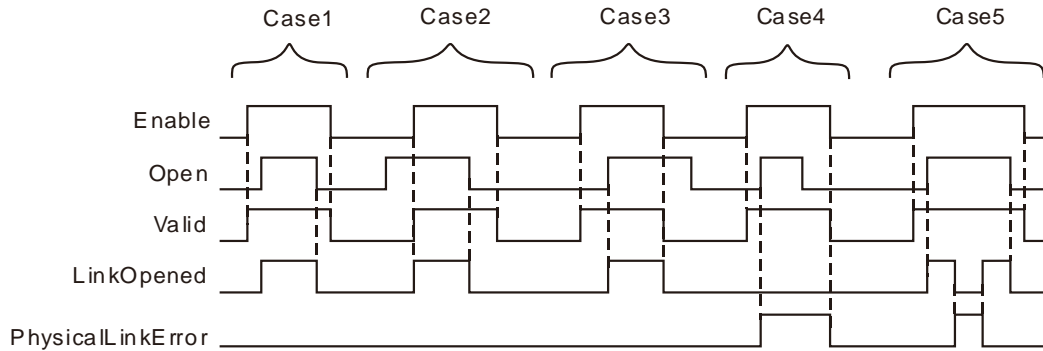 Case1 Case2 Case3 Case4 Case5
Enable
Open
Valid
LinkOpened
PhysicalLinkError